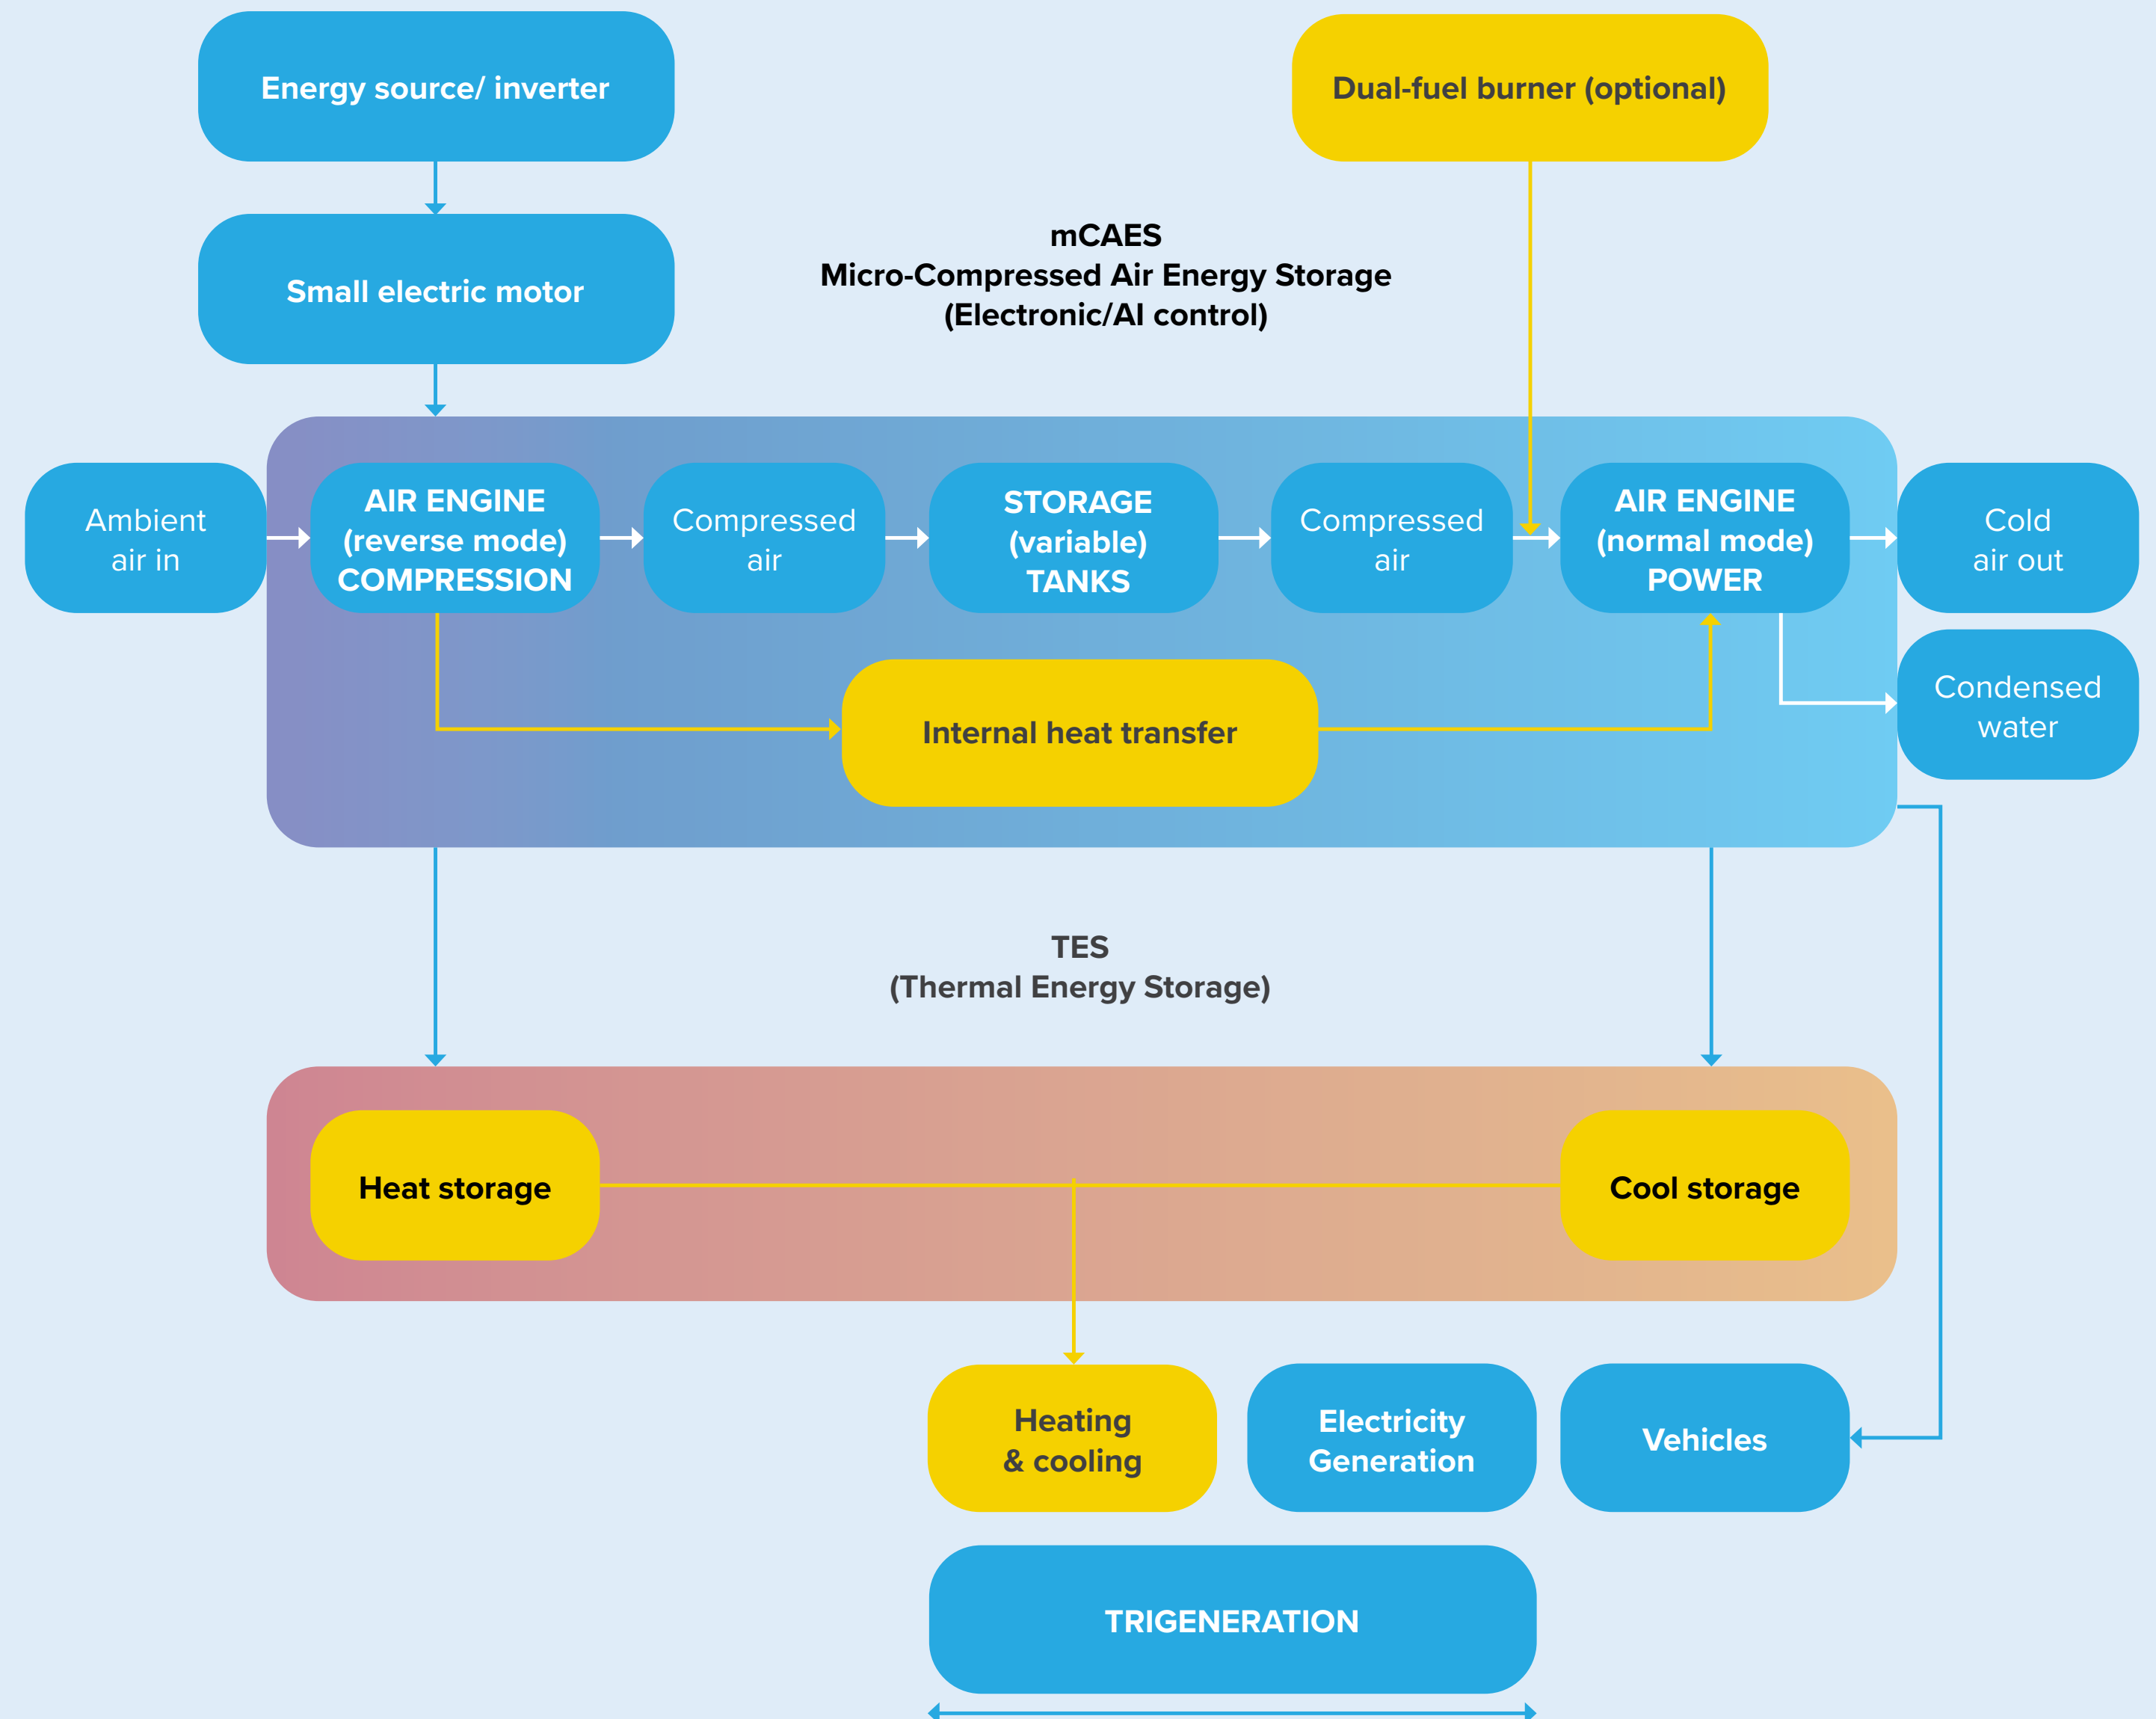 Energy source/ inverter
Dual-fuel burner (optional)
Small electric motor
mCAES
Micro-Compressed Air Energy Storage
(Electronic/AI control)
Ambient
air in
AIR ENGINE
(reverse mode)
COMPRESSION
Compressed
air
STORAGE
(variable)
TANKS
Compressed
air
AIR ENGINE
(normal mode)
POWER
Cold
air out
Internal heat transfer
Condensed
water
TES
(Thermal Energy Storage)
Heat storage
Cool storage
Heating
& cooling
Electricity
Generation
Vehicles
TRIGENERATION